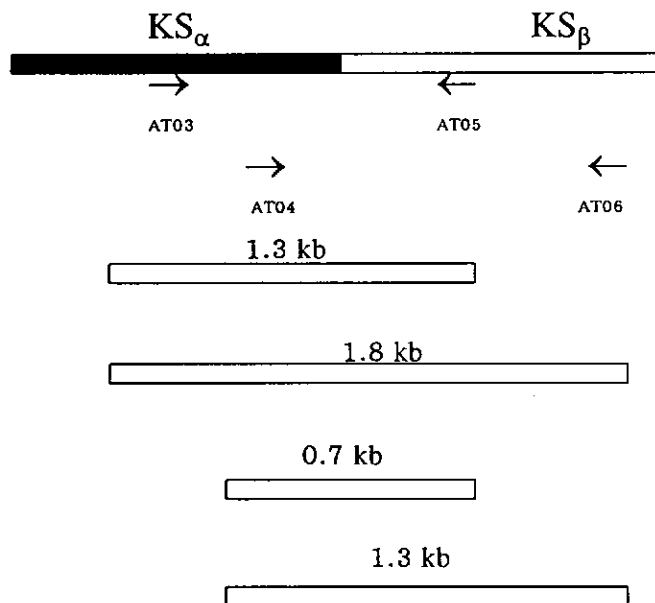 KSα KSβ
AT03 AT05
AT04 AT06
1.3 kb
1.8 kb
0.7 kb
1.3 kb